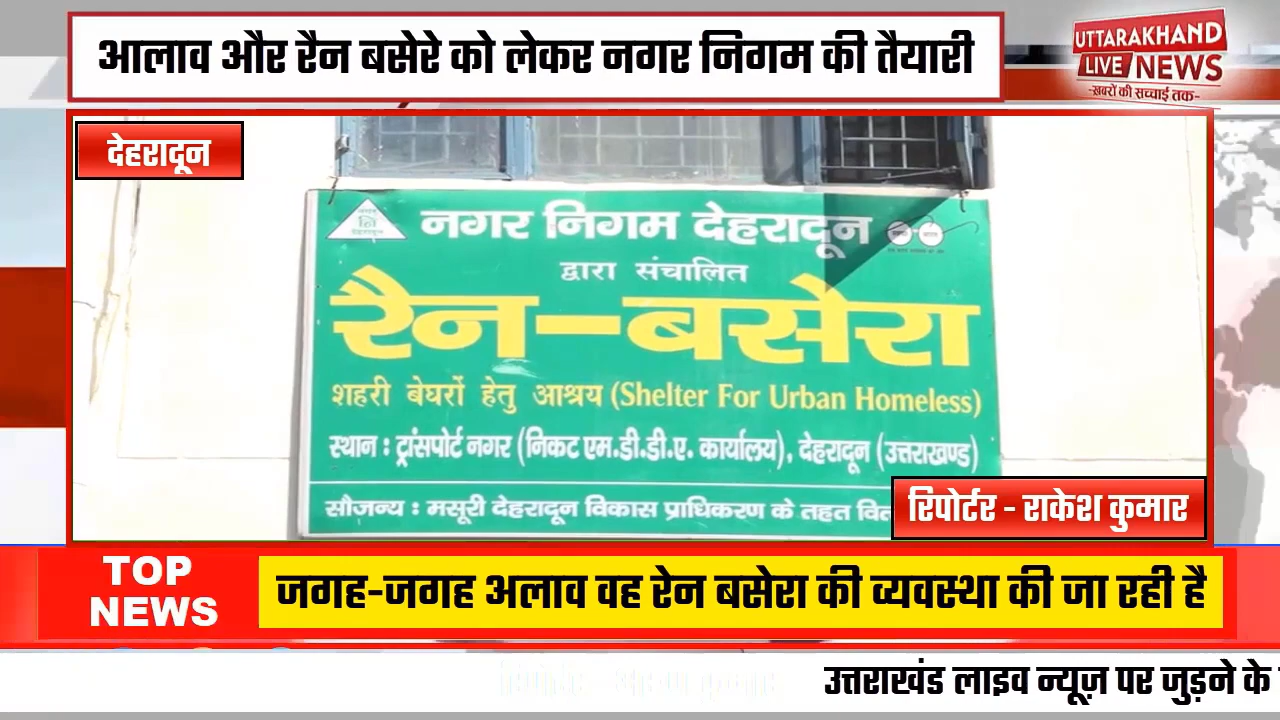 आलाव और रैन बसेरे को लेकर नगर निगम की तैयारी
UTTARAKHAND
LIVE NEWS
-ख़बरों की सच्चाई तक-
देहरादून
नगर निगम देहरादून
द्वारा संचालित
रैन-बसेरा
शहरी बेघरों हेतु आश्रय (Shelter For Urban Homeless)
स्थान : ट्रांसपोर्ट नगर (निकट एम.डी.डी.ए. कार्यालय), देहरादून (उत्तराखण्ड)
सौजन्य : मसूरी देहरादून विकास प्राधिकरण के तहत
रिपोर्टर - राकेश कुमार
TOP NEWS
जगह-जगह अलाव वह रेन बसेरा की व्यवस्था की जा रही है
उत्तराखंड लाइव न्यूज़ पर जुड़ने के